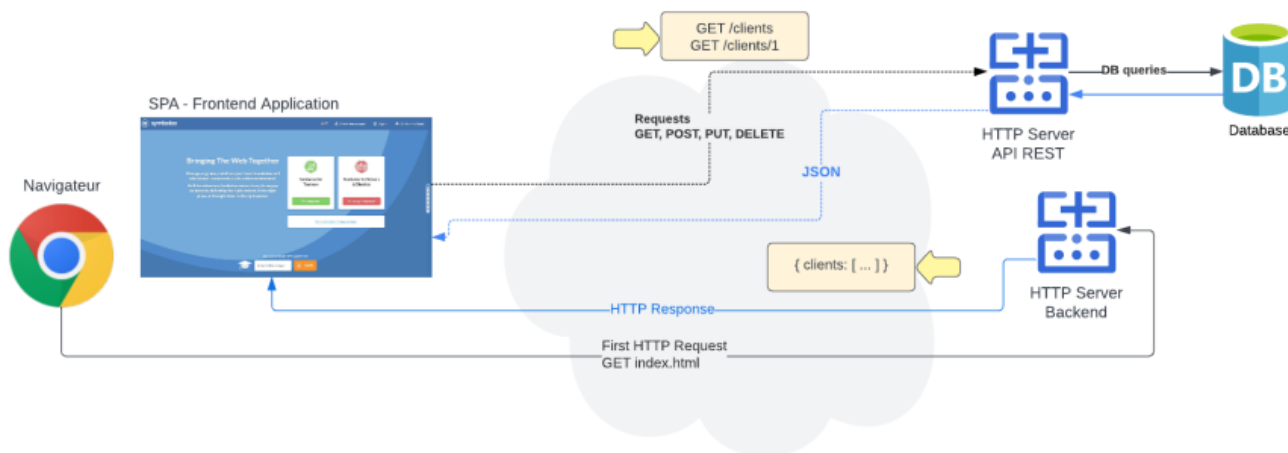 GET /clients
GET /clients/1
DB queries
DB
Database
SPA - Frontend Application
Requests
GET, POST, PUT, DELETE
HTTP Server
API REST
Bringing The Web Together
JSON
Navigateur
{ clients: [ ... ] }
HTTP Server
Backend
HTTP Response
First HTTP Request
GET index.html